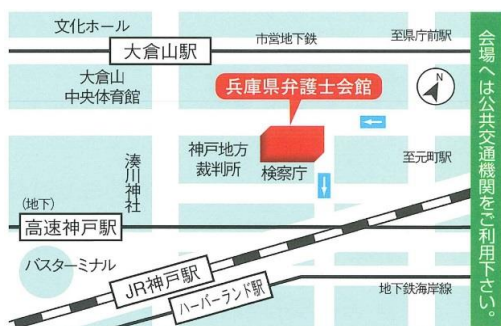 文化ホール
市営地下鉄
至県庁前駅
大倉山駅
大倉山
中央体育館
兵庫県弁護士会館
N
神戸地方
裁判所
検察庁
至元町駅
湊川神社
(地下)
高速神戸駅
バスターミナル
JR神戸駅
ハーバーランド駅
地下鉄海岸線
会場へは公共交通機関をご利用下さい。